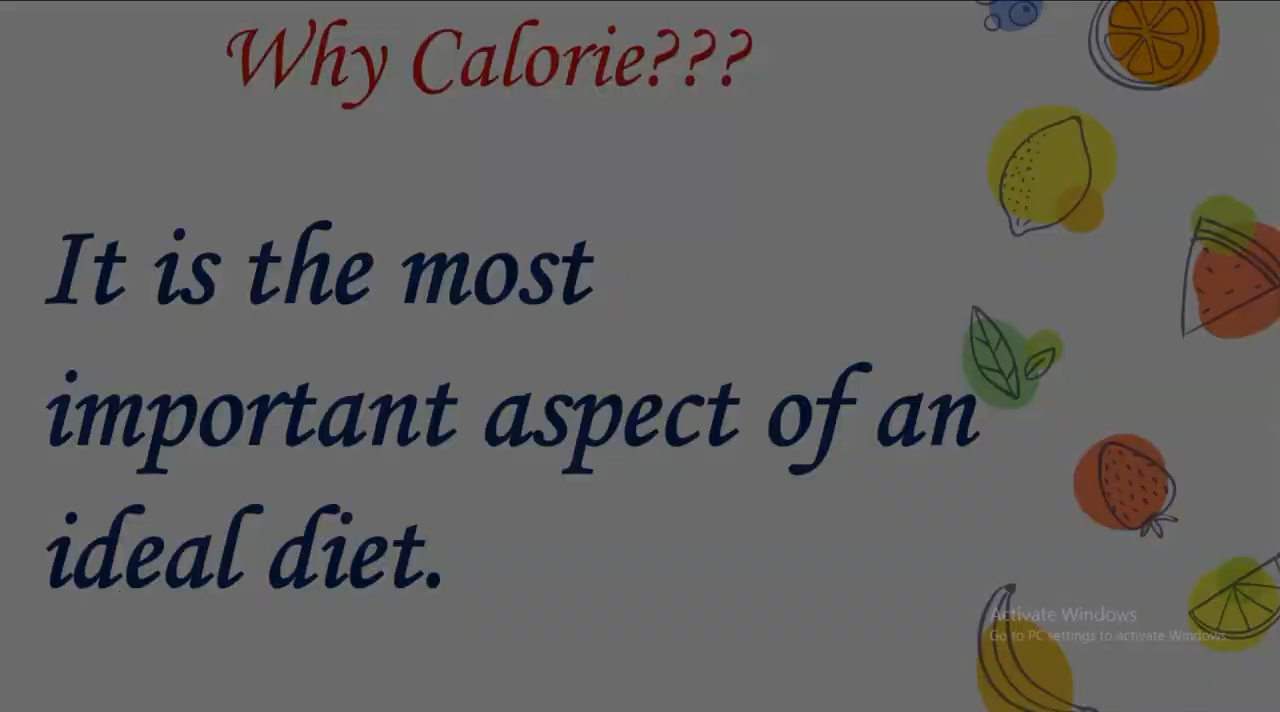 Why Calorie???
It is the most
important aspect of an
ideal diet.
Activate Windows
Go to PC settings to activate Windows.